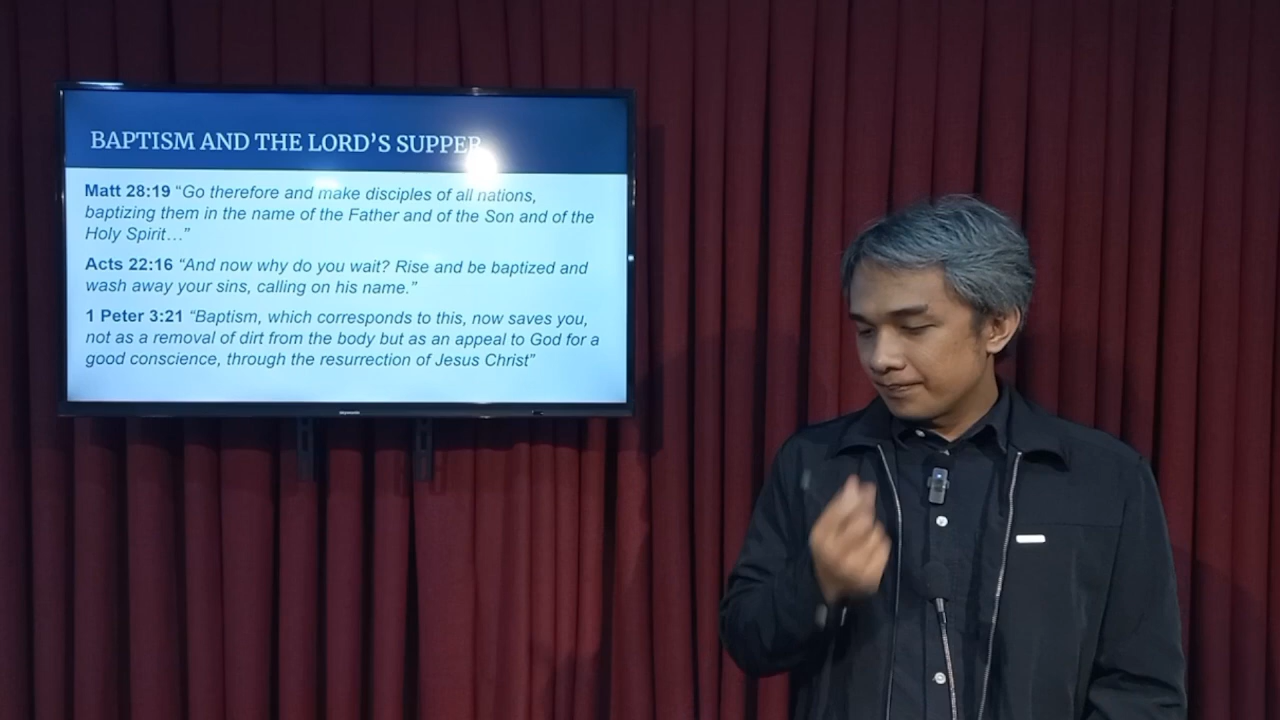 BAPTISM AND THE LORD'S SUPPER
Matt 28:19 “Go therefore and make disciples of all nations,
baptizing them in the name of the Father and of the Son and of the
Holy Spirit…”
Acts 22:16 “And now why do you wait? Rise and be baptized and
wash away your sins, calling on his name.”
1 Peter 3:21 “Baptism, which corresponds to this, now saves you,
not as a removal of dirt from the body but as an appeal to God for a
good conscience, through the resurrection of Jesus Christ”